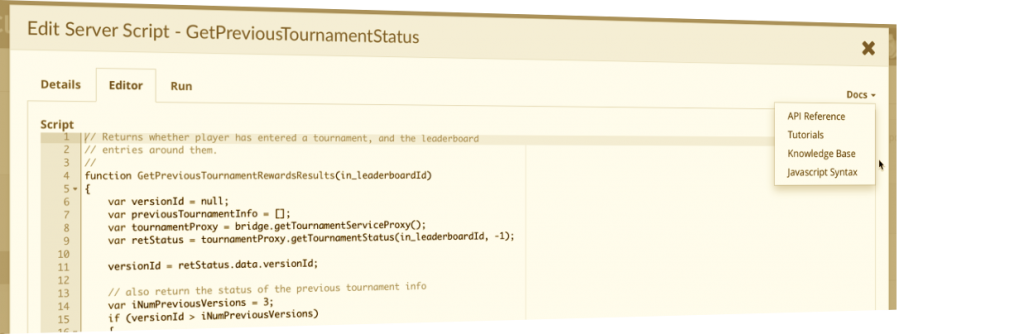 Edit Server Script - GetPreviousTournamentStatus
Details
Editor
Run
Docs
API Reference
Tutorials
Knowledge Base
Javascript Syntax
Script
1 // Returns whether player has entered a tournament, and the leaderboard
2 // entries around them.
3 //
4 function GetPreviousTournamentRewardsResults(in_leaderboardId)
5 {
6 var versionId = null;
7 var previousTournamentInfo = [];
8 var tournamentProxy = bridge.getTournamentServiceProxy();
9 var retStatus = tournamentProxy.getTournamentStatus(in_leaderboardId, -1);
10
11 versionId = retStatus.data.versionId;
12
13 // also return the status of the previous tournament info
14 var iNumPreviousVersions = 3;
15 if (versionId > iNumPreviousVersions)
16 {